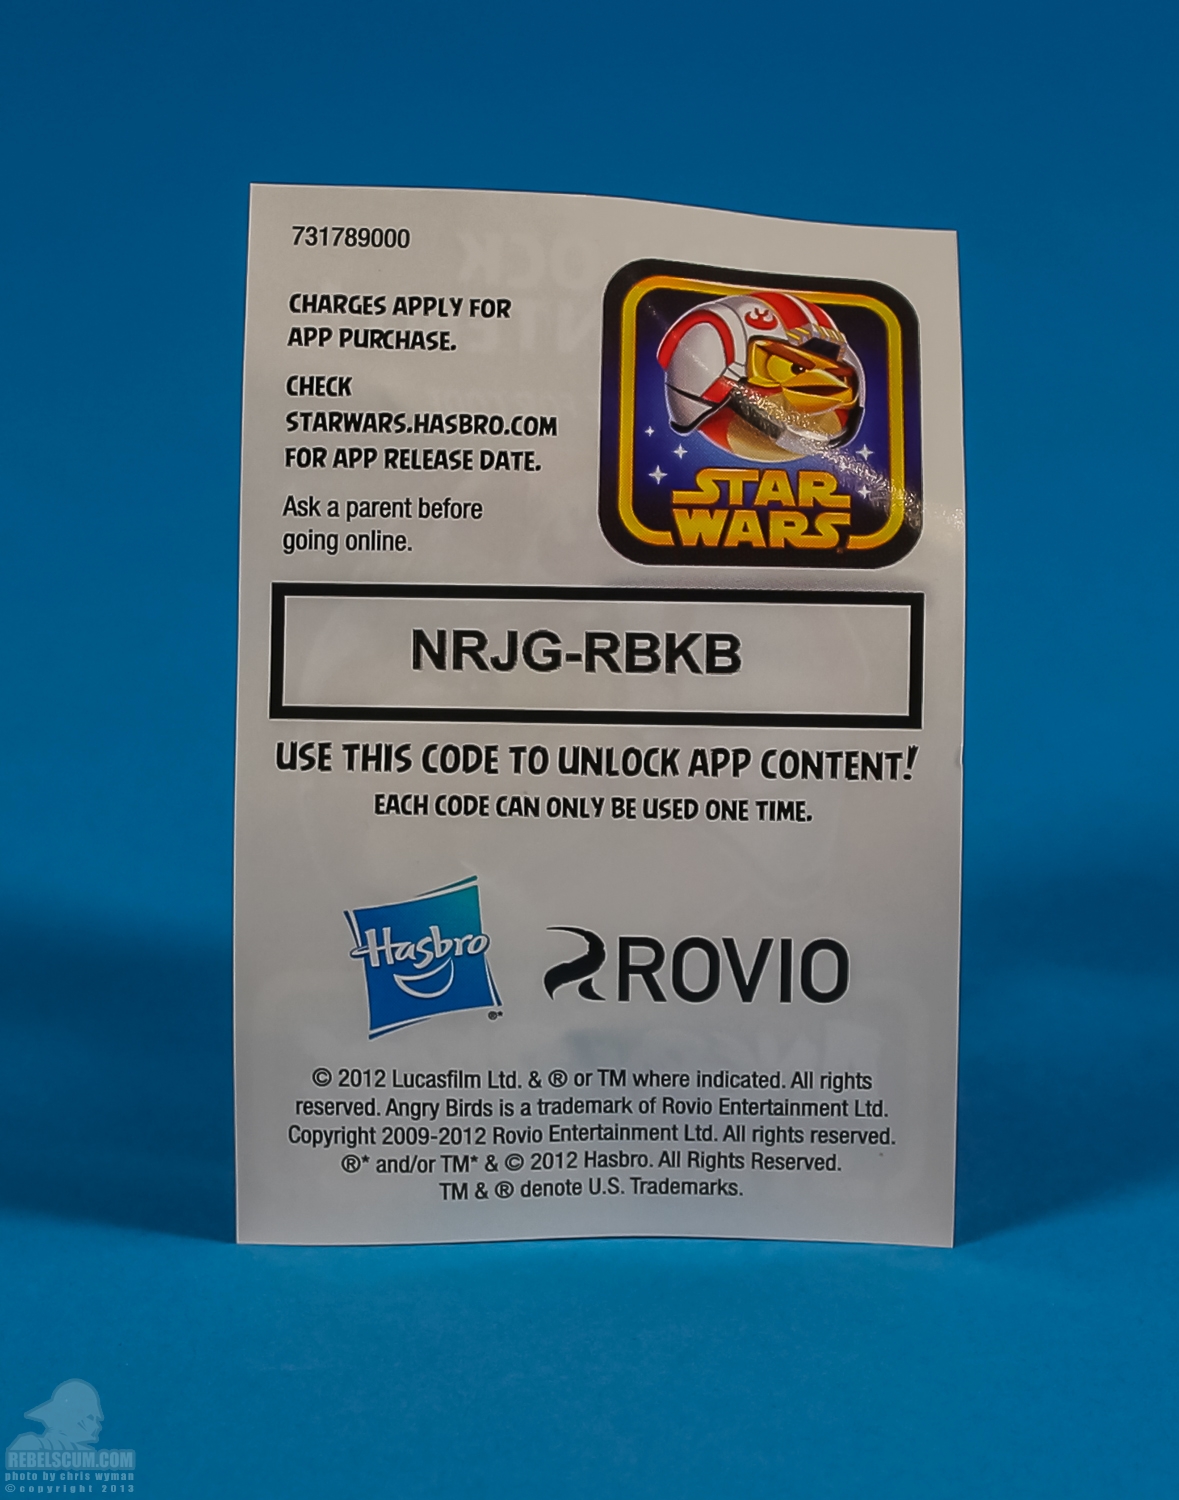 731789000
CHARGES APPLY FOR
APP PURCHASE.
CHECK
STARWARS.HASBRO.COM
FOR APP RELEASE DATE.
Ask a parent before
going online.
STAR
WARS
NRJG-RBKB
USE THIS CODE TO UNLOCK APP CONTENT!
EACH CODE CAN ONLY BE USED ONE TIME.
Hasbro
®*
ROVIO
© 2012 Lucasfilm Ltd. & ® or TM where indicated. All rights
reserved. Angry Birds is a trademark of Rovio Entertainment Ltd.
Copyright 2009-2012 Rovio Entertainment Ltd. All rights reserved.
®* and/or TM* & © 2012 Hasbro. All Rights Reserved.
TM & ® denote U.S. Trademarks.
REBELSCUM.COM
photo by chris wyman
© copyright 2013